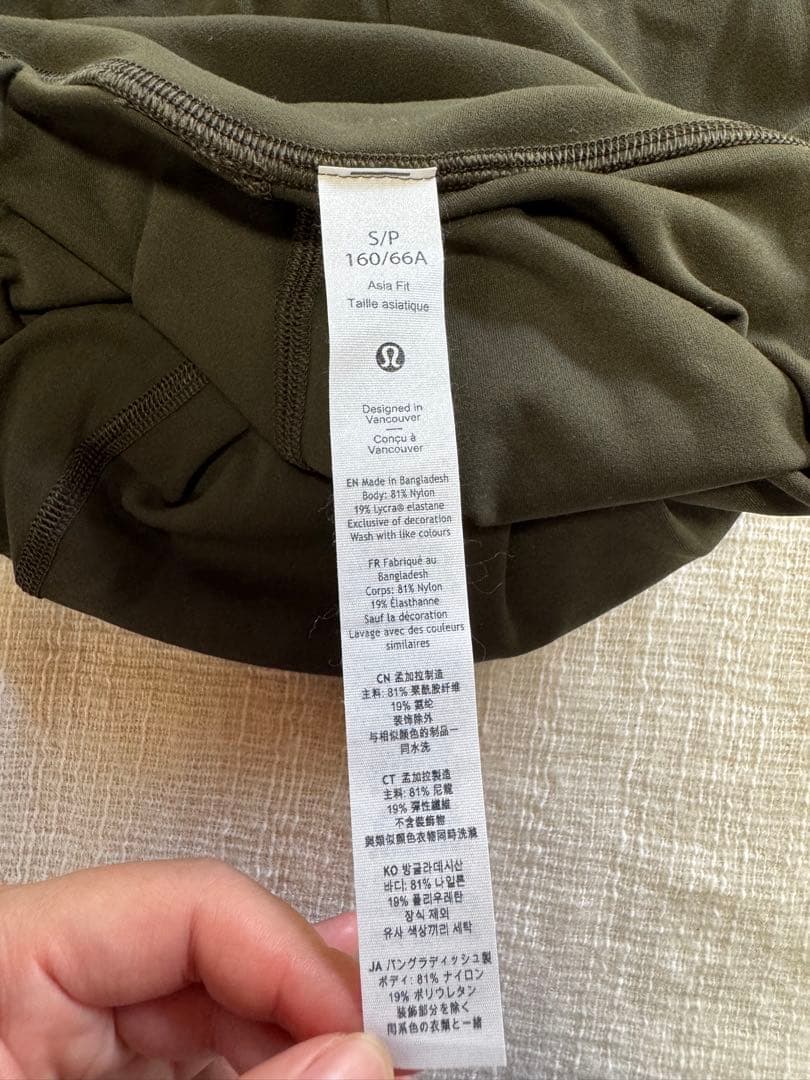 S/P
160/66A
Asia Fit
Taille asiatique
Designed in
Vancouver
Conçu à
Vancouver
EN Made in Bangladesh
Body: 81% Nylon
19% Lycra® elastane
Exclusive of decoration
Wash with like colours
FR Fabriqué au
Bangladesh
Corps: 81% Nylon
19% Élasthanne
Sauf la décoration
Lavage avec des couleurs
similaires
CN 孟加拉制造
主料: 81% 聚酰胺纤维
19% 氨纶
装饰除外
与相似颜色的制品一
同水洗
CT 孟加拉製造
主料: 81% 尼龍
19% 彈性纖維
不含裝飾物
與類似顏色衣物同時洗滌
KO 방글라데시산
바디: 81% 나일론
19% 폴리우레탄
장식 제외
유사 색상끼리 세탁
JA バングラディッシュ製
ボディ: 81% ナイロン
19% ポリウレタン
装飾部分を除く
同系色の衣類と一緒